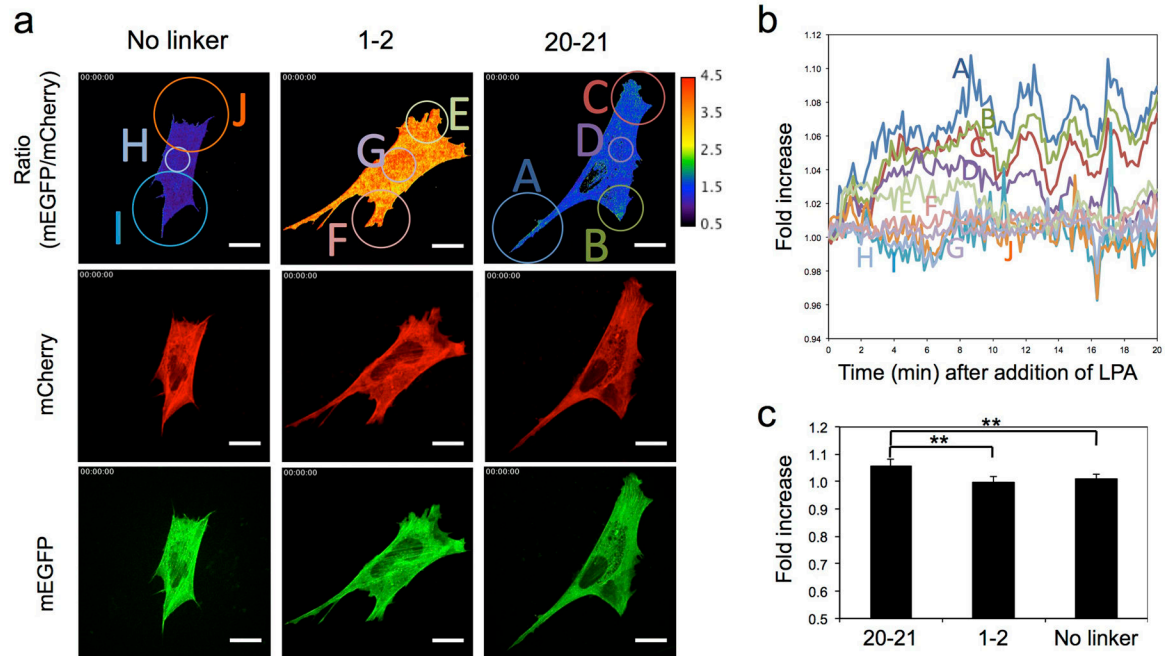 a
No linker 1-2 20-21
Ratio
(mEGFP/mCherry)
00:00:00 00:00:00 00:00:00
J H I
E G F
C D A B
4.5
3.5
2.5
1.5
0.5
mCherry
00:00:00 00:00:00 00:00:00
mEGFP
00:00:00 00:00:00 00:00:00
b
Fold increase
1.12
1.10
1.08
1.06
1.04
1.02
1.00
0.98
0.96
0.94
A
B
C
D
E F
H I G J
0 2 4 6 8 10 12 14 16 18 20
Time (min) after addition of LPA
c
Fold increase
1.2
1.1
1.0
0.9
0.8
0.7
0.6
0.5
**
**
20-21 1-2 No linker